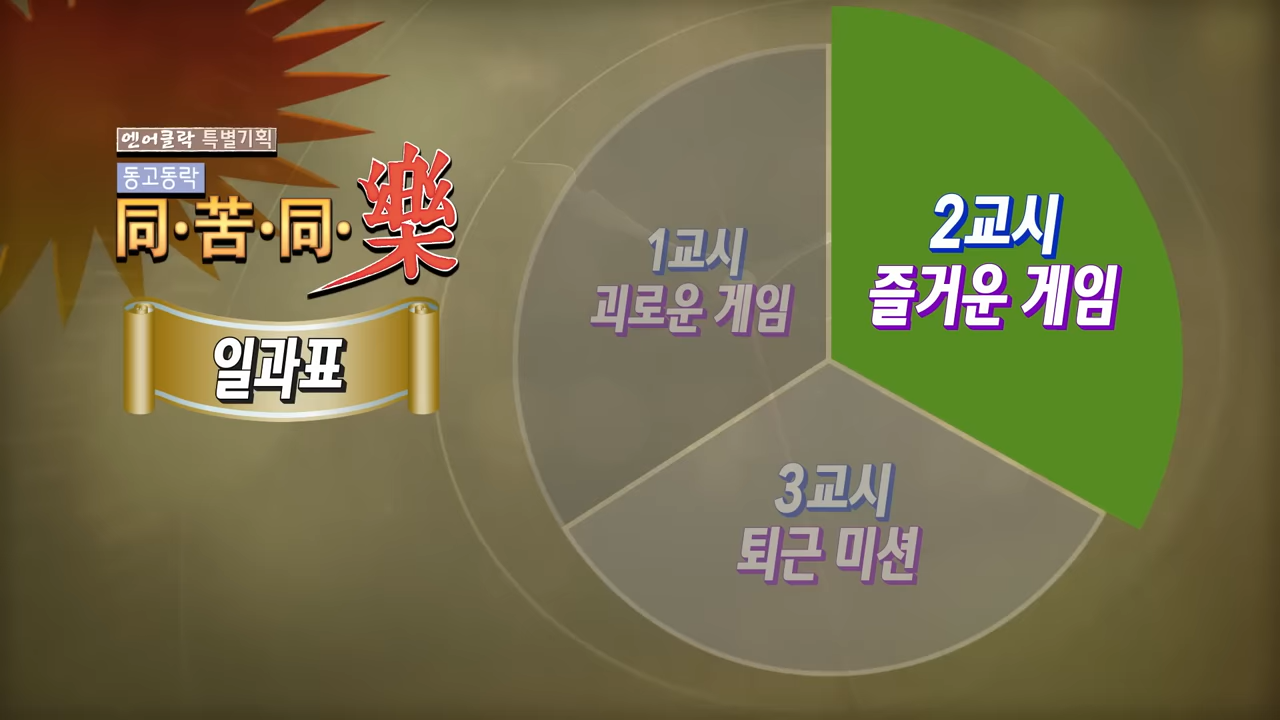 엔어클락 특별기획
동고동락
同·苦·同·樂
일과표
1교시
괴로운 게임
2교시
즐거운 게임
3교시
퇴근 미션